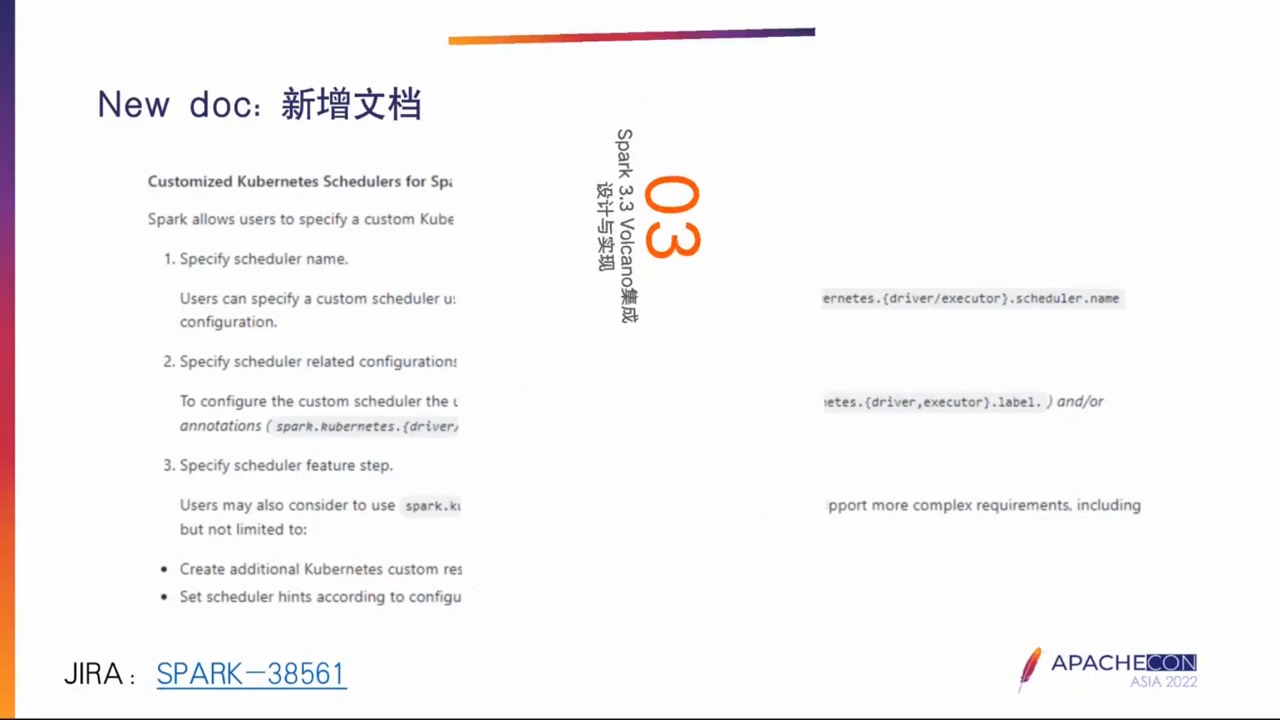 New doc: 新增文档
Customized Kubernetes Schedulers for
Spark allows users to specify a custom
1. Specify scheduler name.
Users can specify a custom scheduler
ernetes.{driver/executor}.scheduler.name
configuration.
2. Specify scheduler related configurations
To configure the custom scheduler the
etes.{driver,executor}.label. ) and/or
annotations ( spark.kubernetes.{driver/
3. Specify scheduler feature step.
Users may also consider to use spark.
pport more complex requirements, including
but not limited to:
• Create additional Kubernetes custom res
• Set scheduler hints according to configu
03
Spark 3.3 Volcano集成
设计与实现
JIRA: SPARK-38561
APACHECON
ASIA 2022